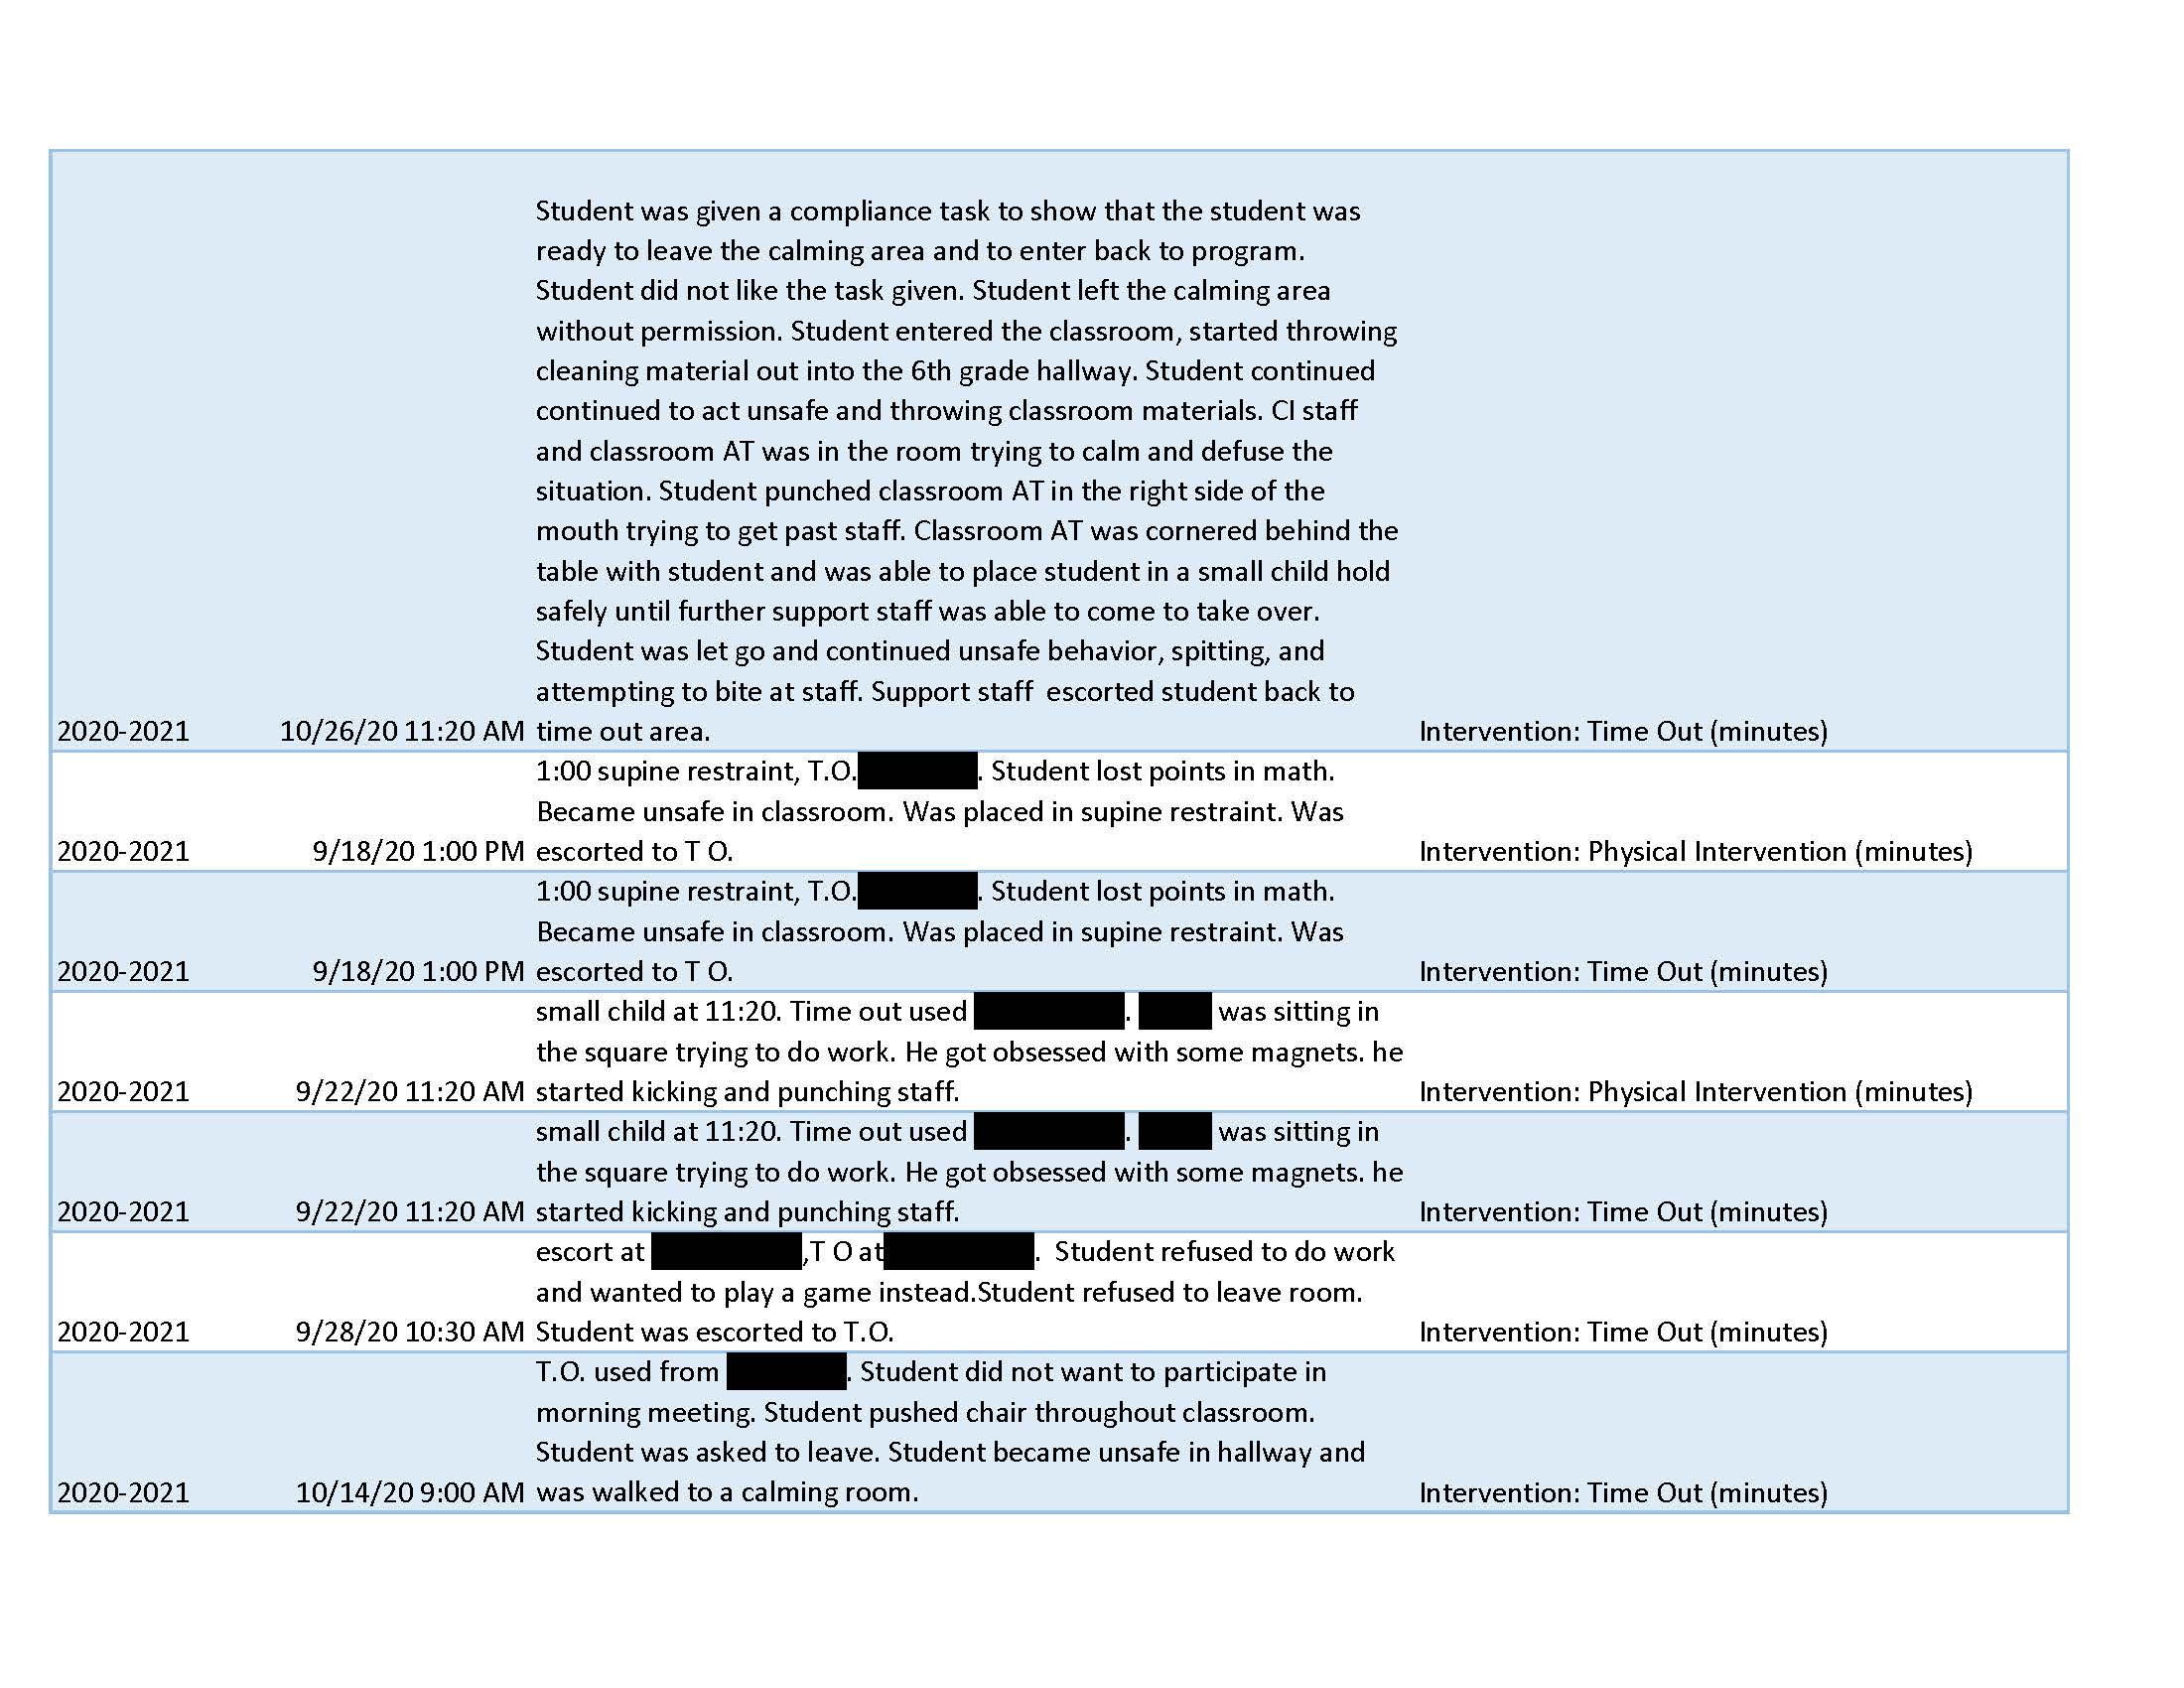 Student was given a compliance task to show that the student was
ready to leave the calming area and to enter back to program.
Student did not like the task given. Student left the calming area
without permission. Student entered the classroom, started throwing
cleaning material out into the 6th grade hallway. Student continued
continued to act unsafe and throwing classroom materials. CI staff
and classroom AT was in the room trying to calm and defuse the
situation. Student punched classroom AT in the right side of the
mouth trying to get past staff. Classroom AT was cornered behind the
table with student and was able to place student in a small child hold
safely until further support staff was able to come to take over.
Student was let go and continued unsafe behavior, spitting, and
attempting to bite at staff. Support staff  escorted student back to
2020-2021 10/26/20 11:20 AM time out area. Intervention: Time Out (minutes)
1:00 supine restraint, T.O. . Student lost points in math.
Became unsafe in classroom. Was placed in supine restraint. Was
2020-2021 9/18/20 1:00 PM escorted to T O. Intervention: Physical Intervention (minutes)
1:00 supine restraint, T.O. . Student lost points in math.
Became unsafe in classroom. Was placed in supine restraint. Was
2020-2021 9/18/20 1:00 PM escorted to T O. Intervention: Time Out (minutes)
small child at 11:20. Time out used . was sitting in
the square trying to do work. He got obsessed with some magnets. he
2020-2021 9/22/20 11:20 AM started kicking and punching staff. Intervention: Physical Intervention (minutes)
small child at 11:20. Time out used . was sitting in
the square trying to do work. He got obsessed with some magnets. he
2020-2021 9/22/20 11:20 AM started kicking and punching staff. Intervention: Time Out (minutes)
escort at ,T O at .  Student refused to do work
and wanted to play a game instead.Student refused to leave room.
2020-2021 9/28/20 10:30 AM Student was escorted to T.O. Intervention: Time Out (minutes)
T.O. used from . Student did not want to participate in
morning meeting. Student pushed chair throughout classroom.
Student was asked to leave. Student became unsafe in hallway and
2020-2021 10/14/20 9:00 AM was walked to a calming room. Intervention: Time Out (minutes)